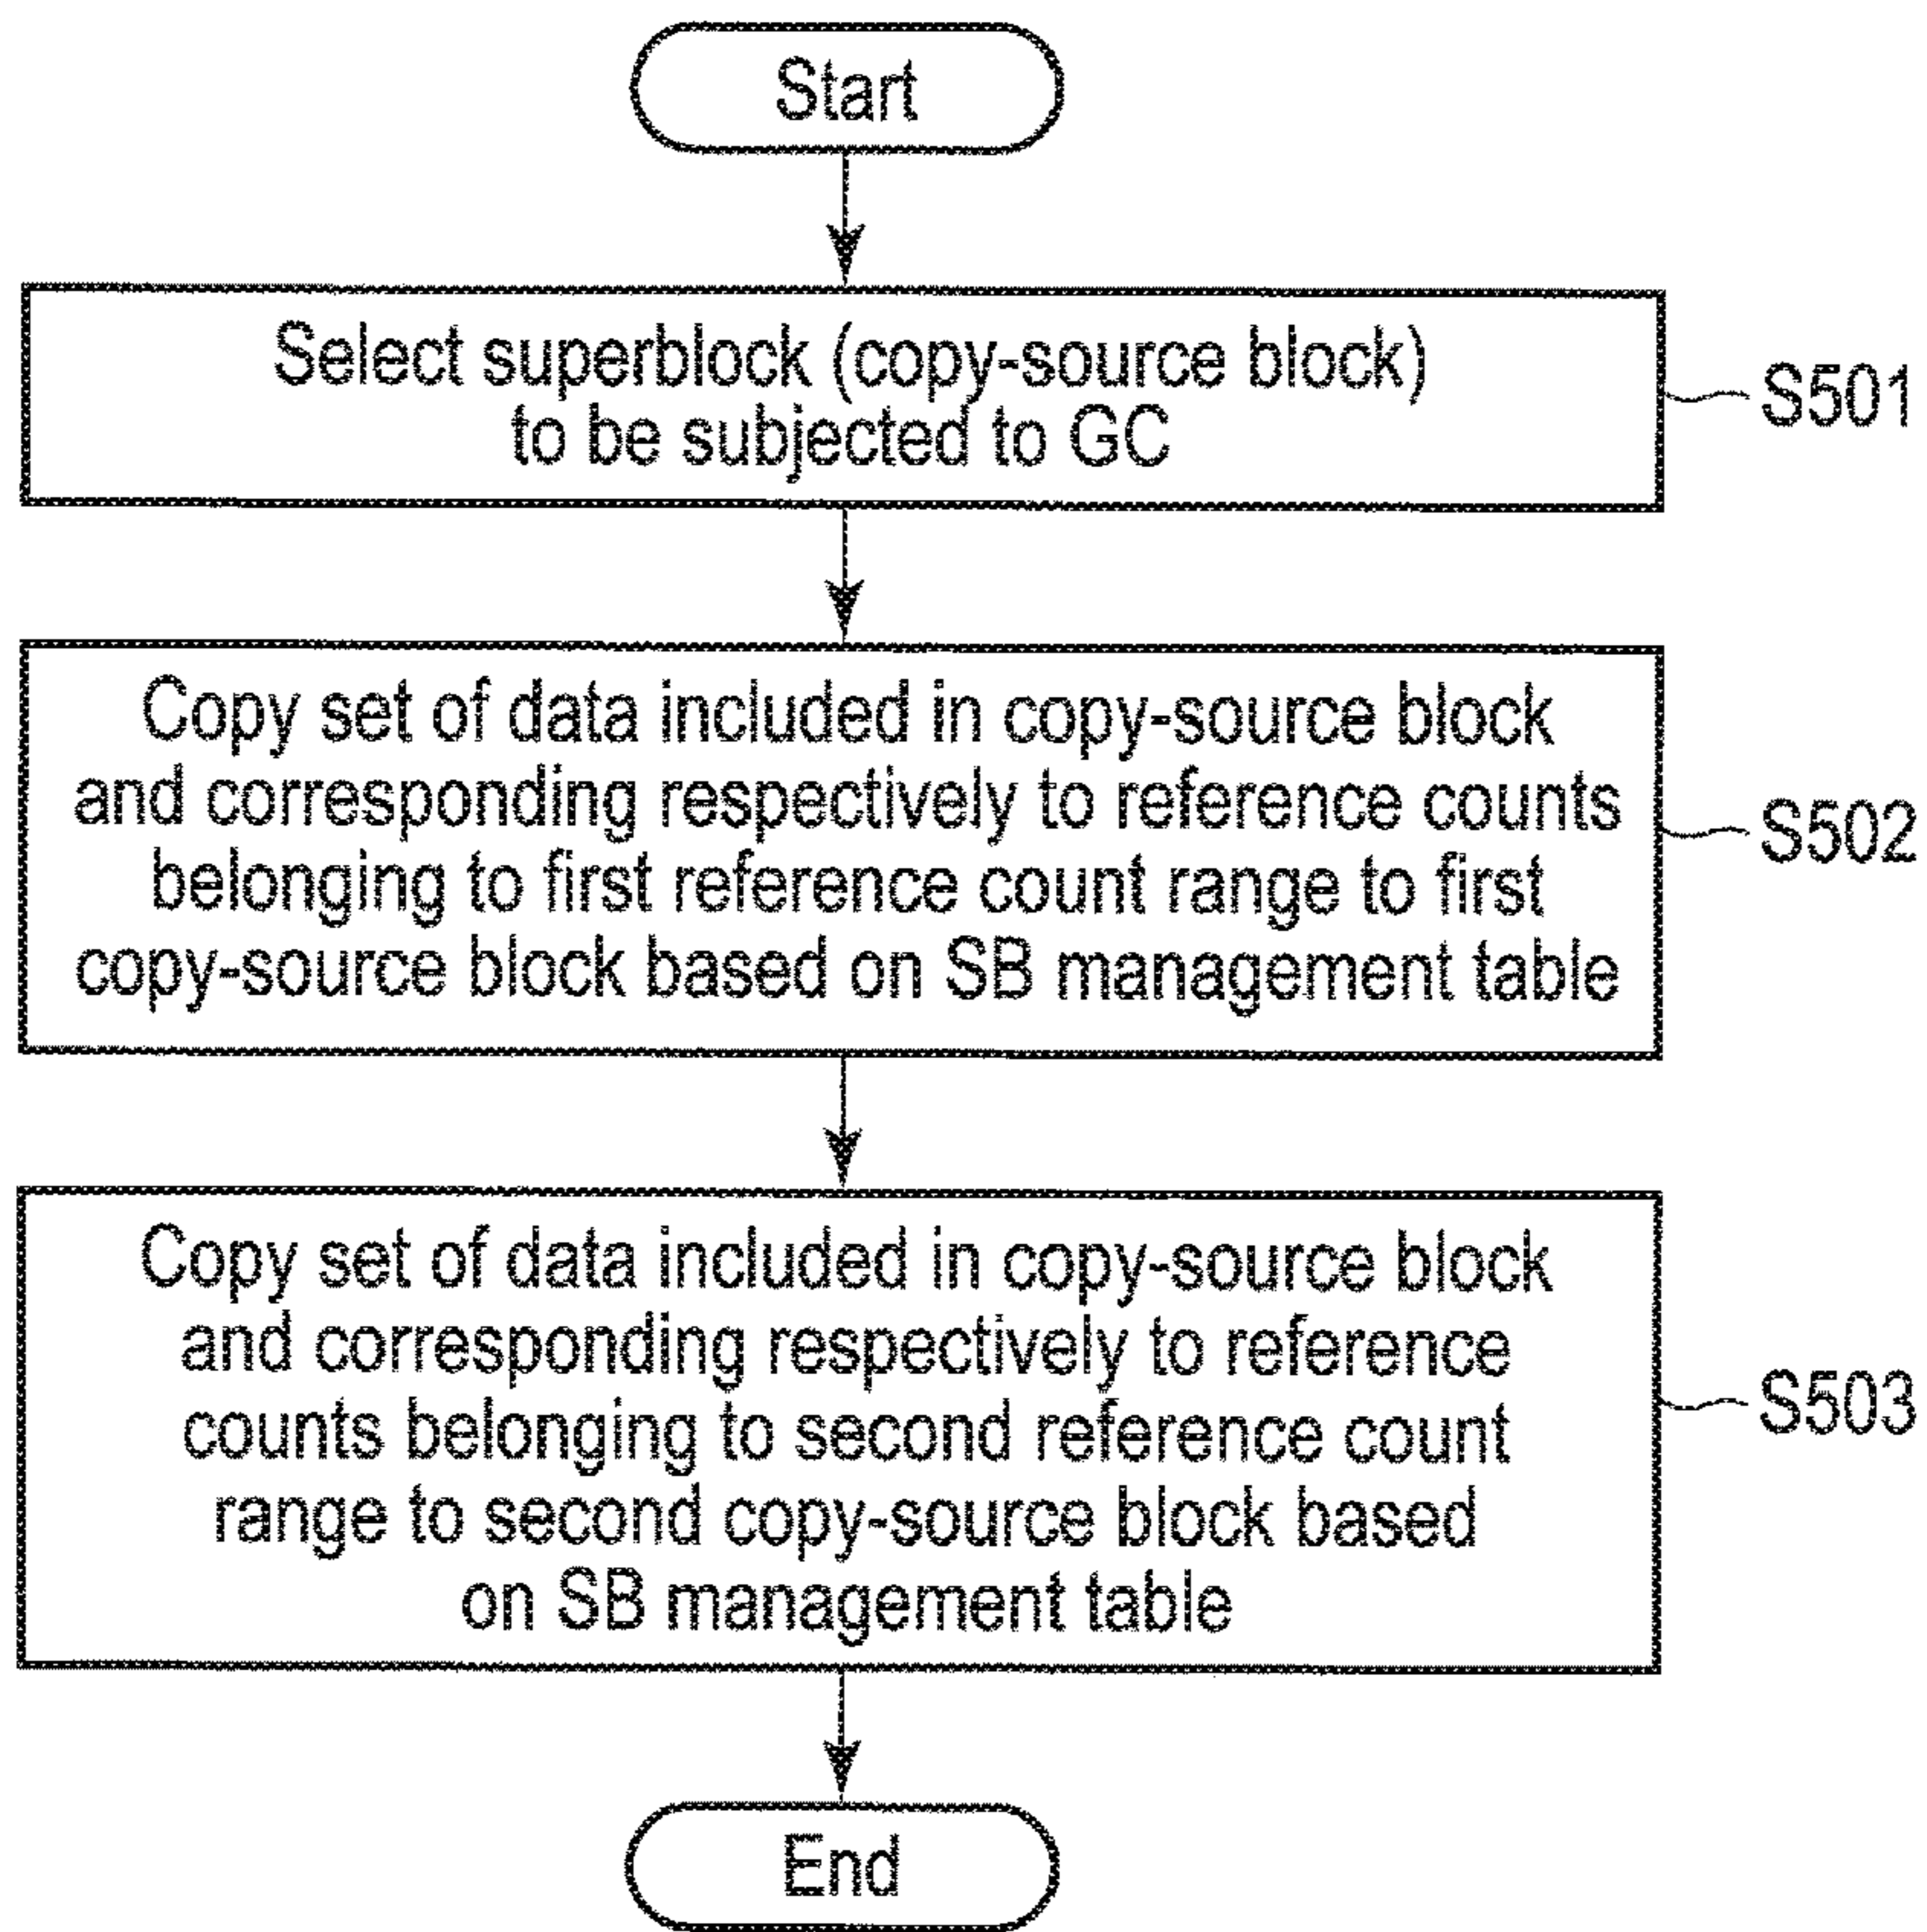 Start
Select superblock (copy-source block)
to be subjected to GC
S501
Copy set of data included in copy-source block
and corresponding respectively to reference counts
belonging to first reference count range to first
copy-source block based on SB management table
S502
Copy set of data included in copy-source block
and corresponding respectively to reference
counts belonging to second reference count
range to second copy-source block based
on SB management table
S503
End